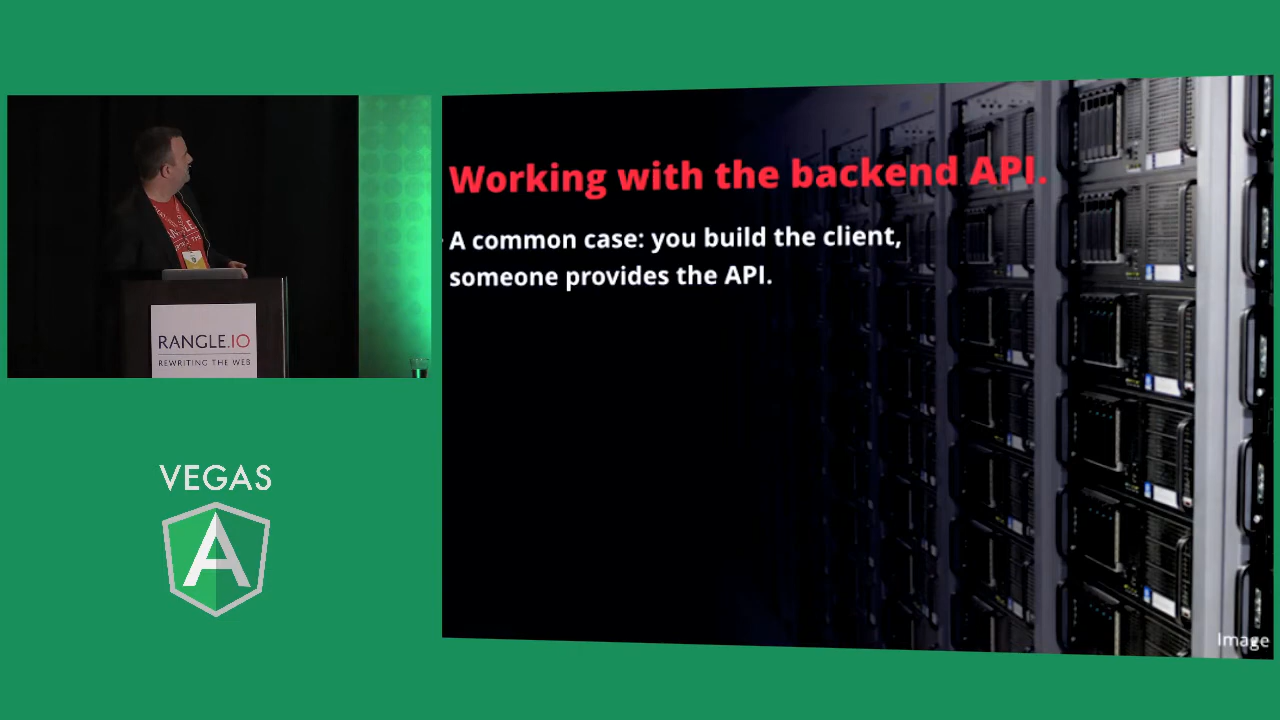 Working with the backend API.
A common case: you build the client,
someone provides the API.
Image
RANGLE.IO
REWRITING THE WEB
VEGAS
A